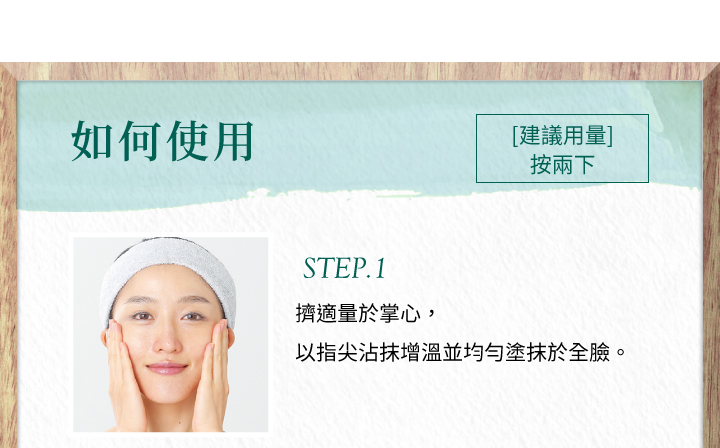 如何使用
[建議用量]
按兩下
STEP.1
擠適量於掌心，
以指尖沾抹增溫並均勻塗抹於全臉。